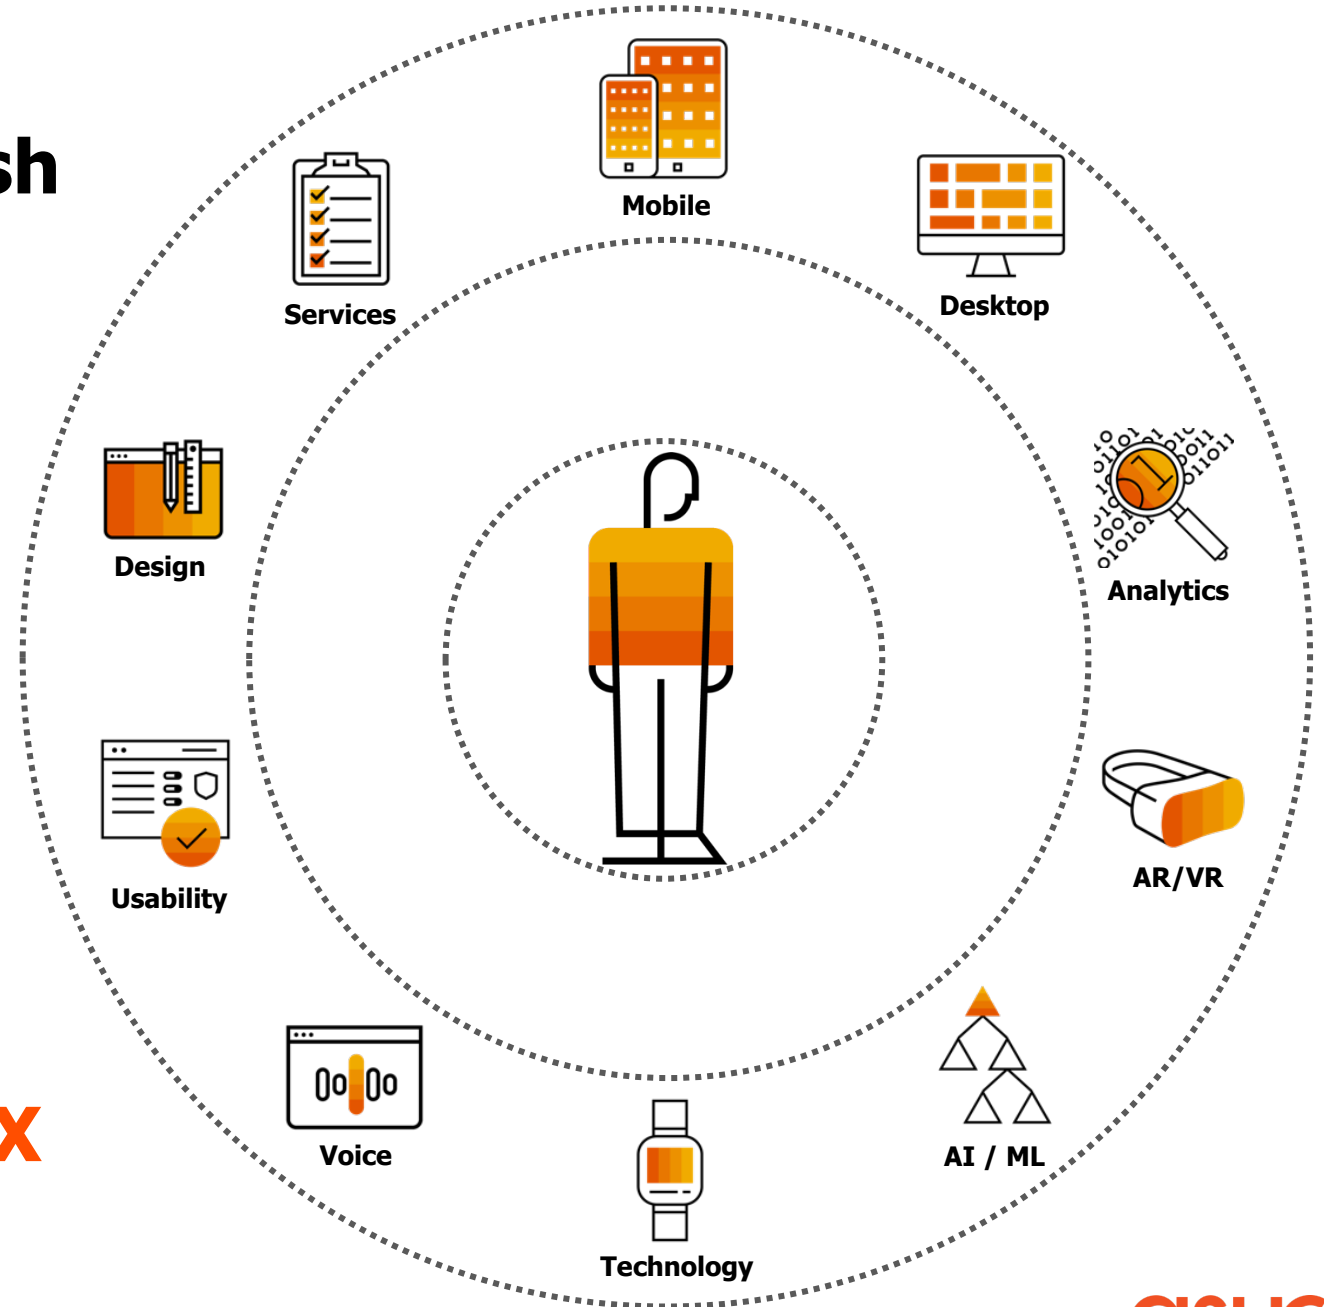 sh
Mobile
Desktop
Services
Analytics
Design
AR/VR
Usability
AI / ML
Voice
Technology
x